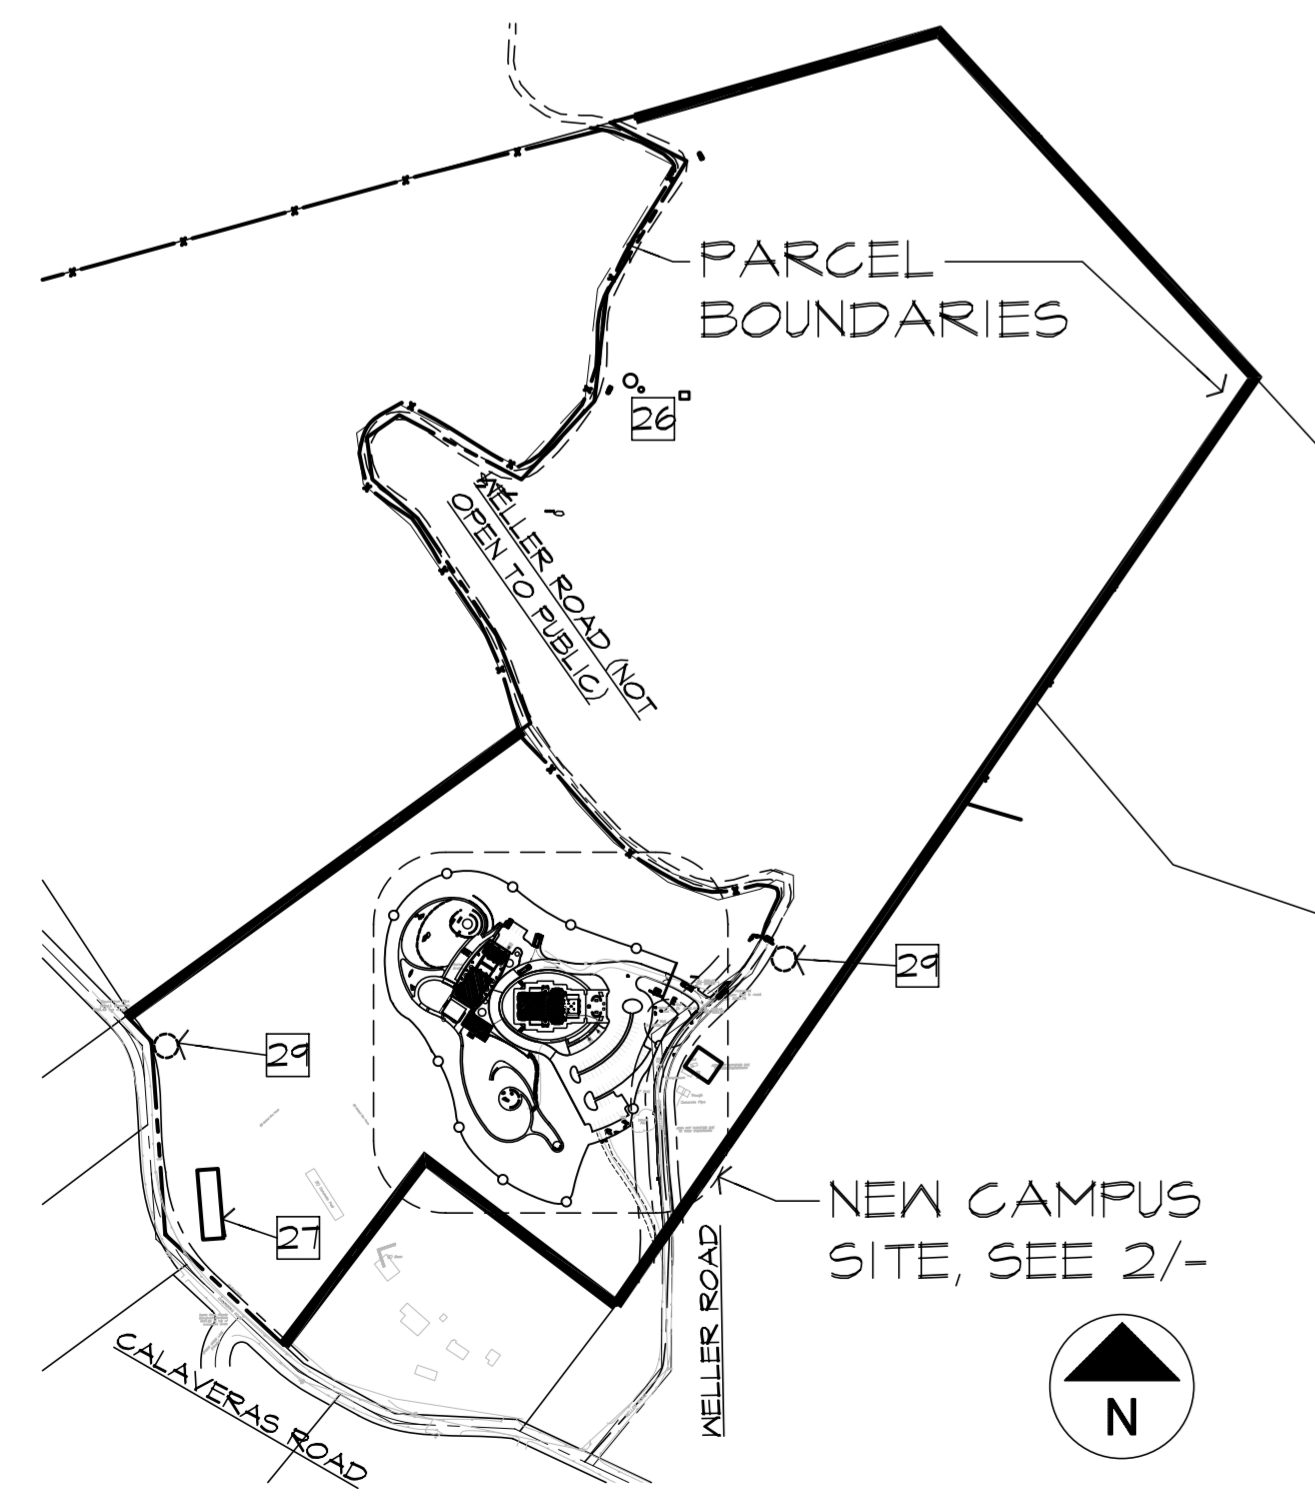 PARCEL
BOUNDARIES
26
WELLER ROAD (NOT
OPEN TO PUBLIC)
29
29
27
NEW CAMPUS
SITE, SEE 2/-
WELLER ROAD
CALAVERAS ROAD
N